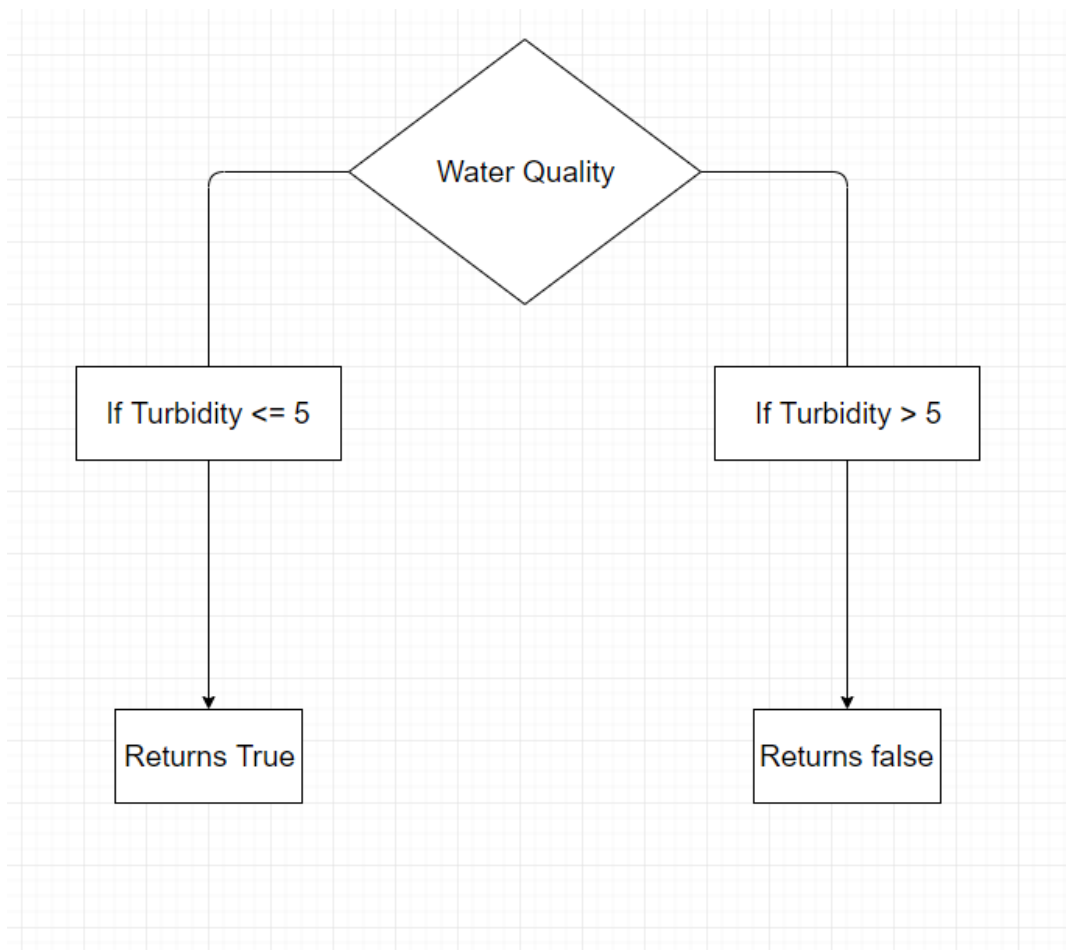 Water Quality
If Turbidity <= 5
If Turbidity > 5
Returns True
Returns false